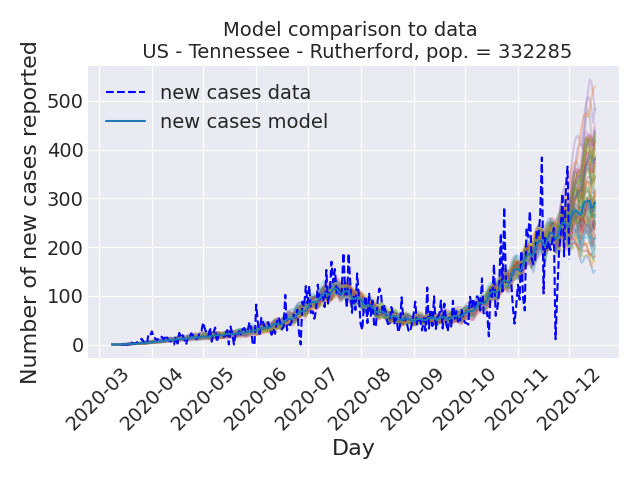 Model comparison to data
US - Tennessee - Rutherford, pop. = 332285
new cases data
new cases model
Number of new cases reported
500
400
300
200
100
0
2020-03
2020-04
2020-05
2020-06
2020-07
2020-08
2020-09
2020-10
2020-11
2020-12
Day